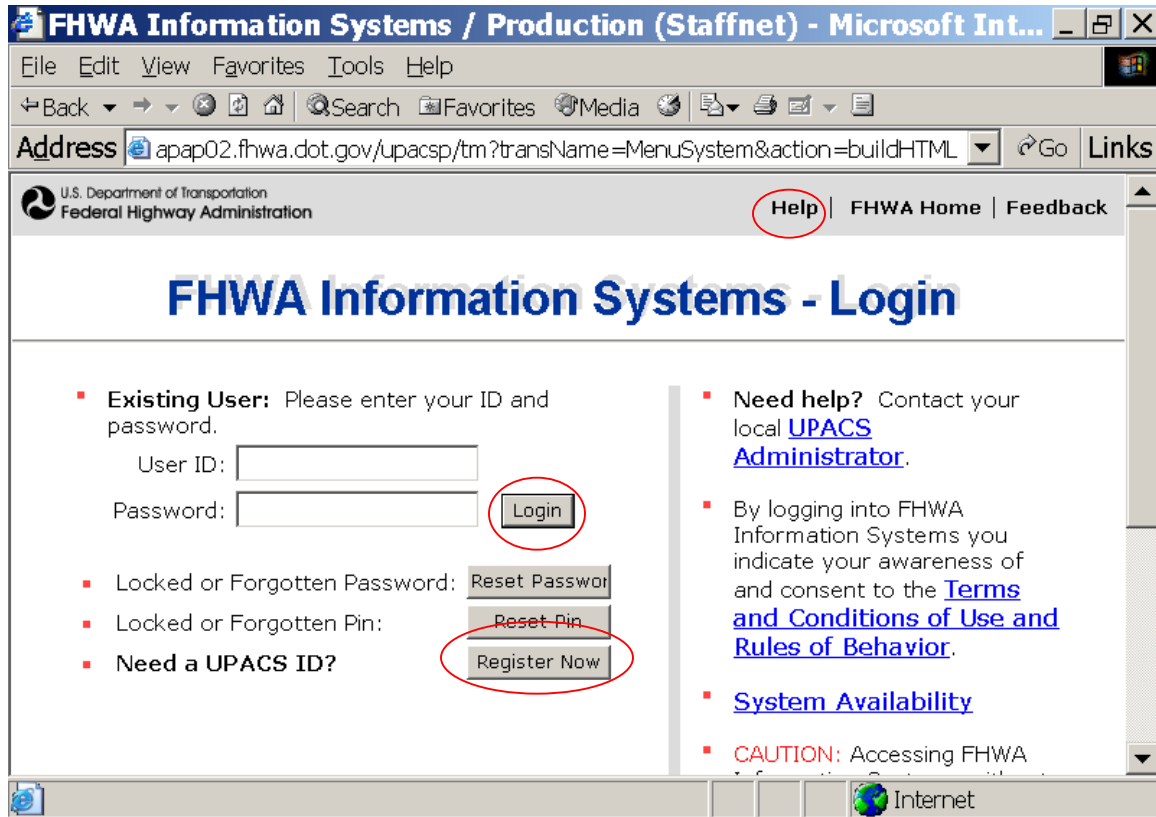 FHWA Information Systems / Production (Staffnet) - Microsoft Int...
File Edit View Favorites Tools Help
Back Search Favorites Media
Address apap02.fhwa.dot.gov/upacsp/tm?transName=MenuSystem&action=buildHTML Go Links
U.S. Department of Transportation
Federal Highway Administration
Help | FHWA Home | Feedback
FHWA Information Systems - Login
Existing User: Please enter your ID and
password.
User ID:
Password: Login
Locked or Forgotten Password: Reset Passwor
Locked or Forgotten Pin: Reset Pin
Need a UPACS ID? Register Now
Need help? Contact your
local UPACS
Administrator.
By logging into FHWA
Information Systems you
indicate your awareness of
and consent to the Terms
and Conditions of Use and
Rules of Behavior.
System Availability
CAUTION: Accessing FHWA
Internet